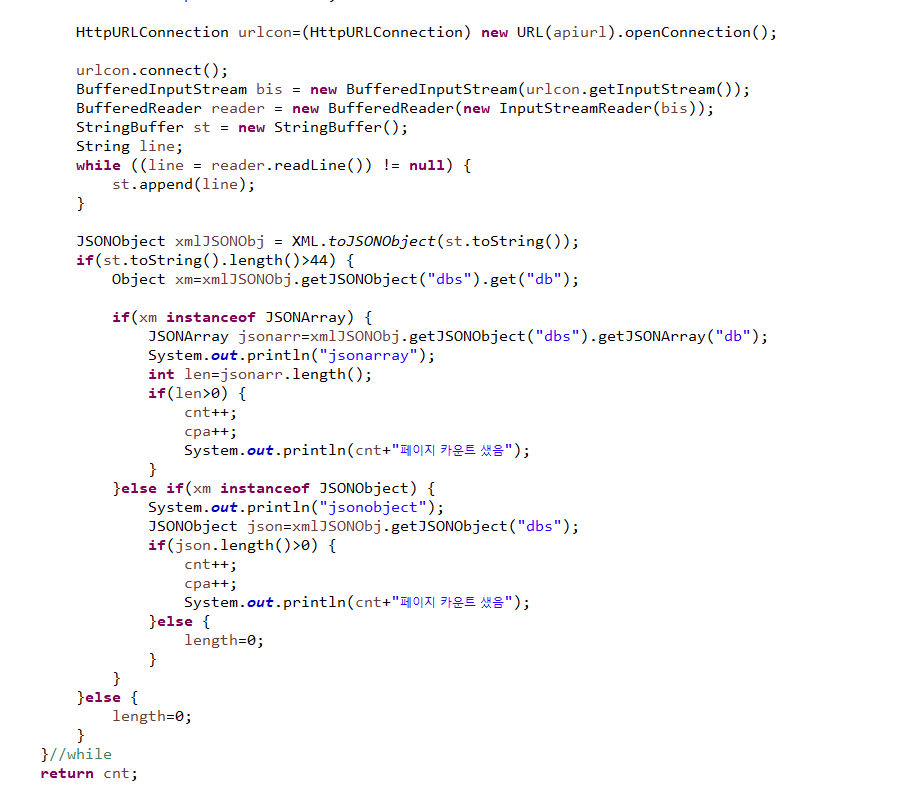 HttpURLConnection urlcon=(HttpURLConnection) new URL(apiurl).openConnection();
urlcon.connect();
BufferedInputStream bis = new BufferedInputStream(urlcon.getInputStream());
BufferedReader reader = new BufferedReader(new InputStreamReader(bis));
StringBuffer st = new StringBuffer();
String line;
while ((line = reader.readLine()) != null) {
st.append(line);
}
JSONObject xmlJSONObj = XML.toJSONObject(st.toString());
if(st.toString().length()>44) {
Object xm=xmlJSONObj.getJSONObject("dbs").get("db");
if(xm instanceof JSONArray) {
JSONArray jsonarr=xmlJSONObj.getJSONObject("dbs").getJSONArray("db");
System.out.println("jsonarray");
int len=jsonarr.length();
if(len>0) {
cnt++;
cpa++;
System.out.println(cnt+"페이지 카운트 샜음");
}
}else if(xm instanceof JSONObject) {
System.out.println("jsonobject");
JSONObject json=xmlJSONObj.getJSONObject("dbs");
if(json.length()>0) {
cnt++;
cpa++;
System.out.println(cnt+"페이지 카운트 샜음");
}else {
length=0;
}
}
}else {
length=0;
}
}//while
return cnt;